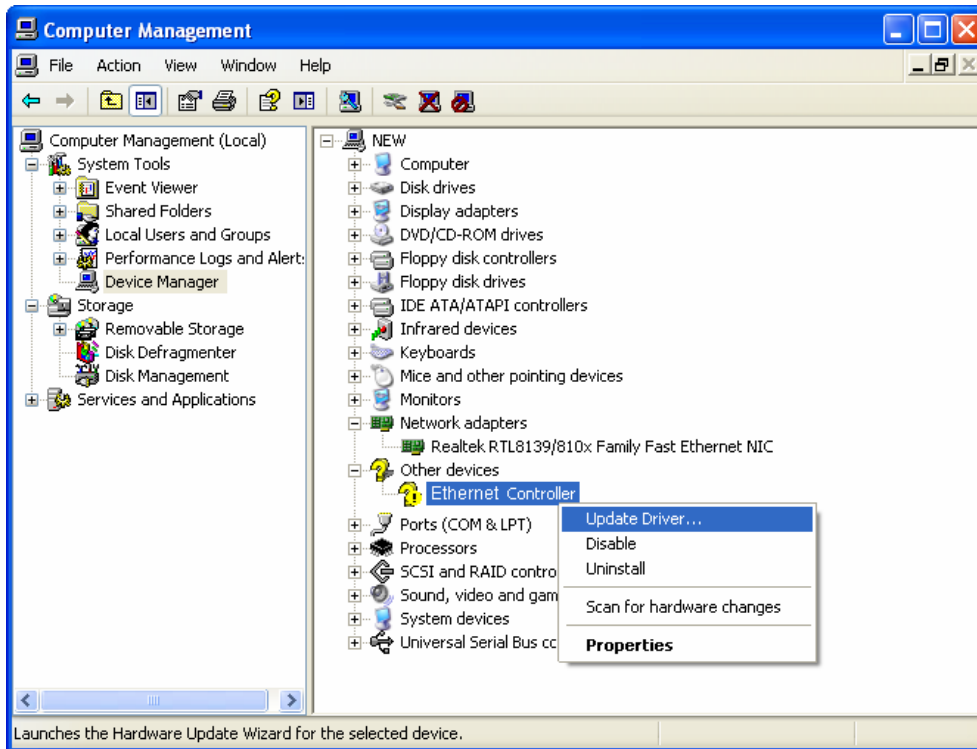 Computer Management
File Action View Window Help
Computer Management (Local)
System Tools
Event Viewer
Shared Folders
Local Users and Groups
Performance Logs and Alert
Device Manager
Storage
Removable Storage
Disk Defragmenter
Disk Management
Services and Applications
NEW
Computer
Disk drives
Display adapters
DVD/CD-ROM drives
Floppy disk controllers
Floppy disk drives
IDE ATA/ATAPI controllers
Infrared devices
Keyboards
Mice and other pointing devices
Monitors
Network adapters
Realtek RTL8139/810x Family Fast Ethernet NIC
Other devices
Ethernet Controller
Ports (COM & LPT)
Processors
SCSI and RAID contro
Sound, video and gam
System devices
Universal Serial Bus cc
Update Driver...
Disable
Uninstall
Scan for hardware changes
Properties
Launches the Hardware Update Wizard for the selected device.